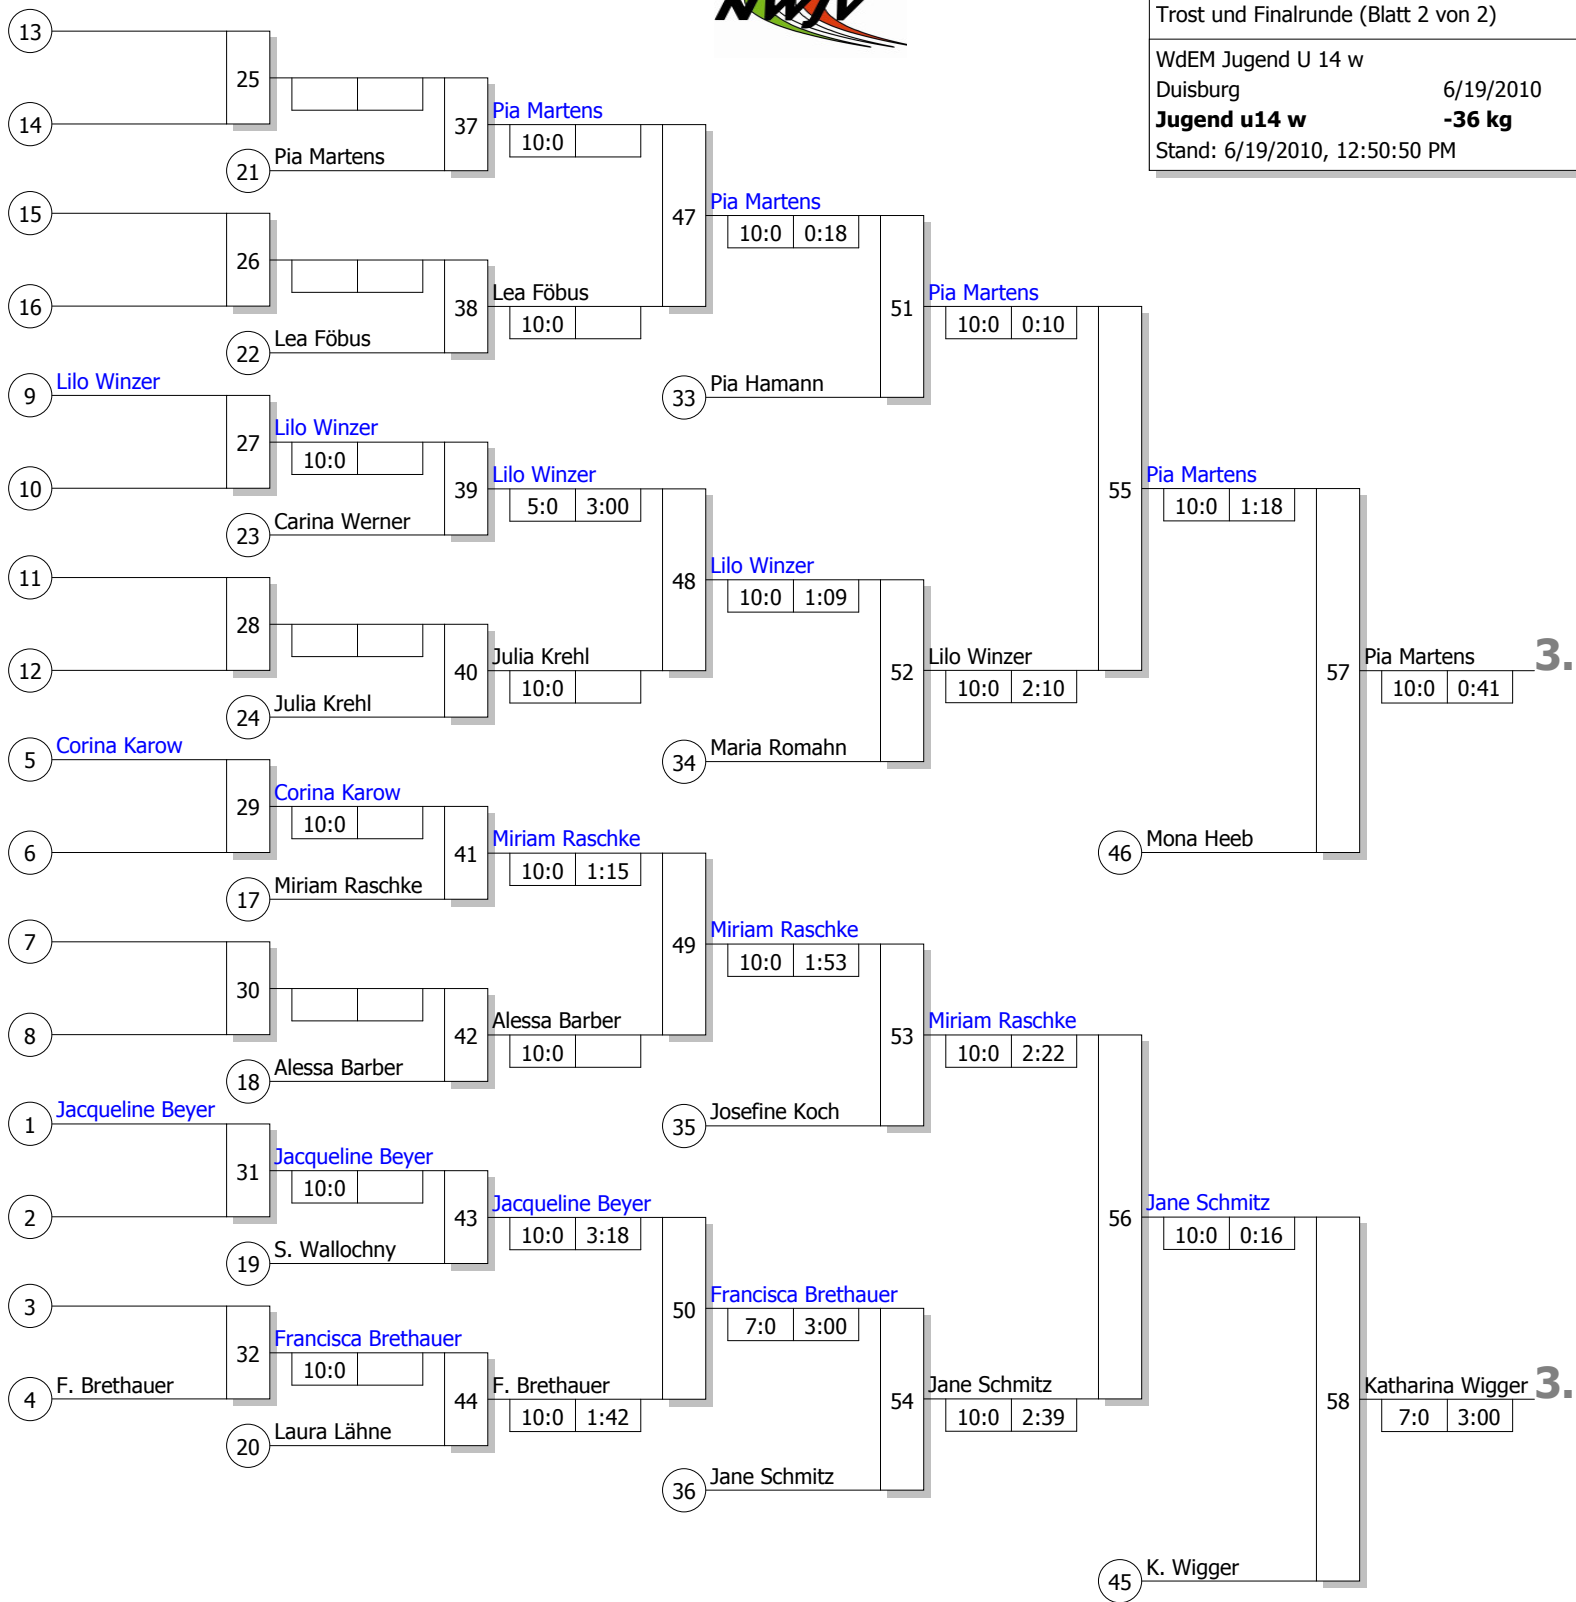 NWJV
Trost und Finalrunde (Blatt 2 von 2)
WdEM Jugend U 14 w
Duisburg 6/19/2010
Jugend u14 w -36 kg
Stand: 6/19/2010, 12:50:50 PM
13
25
14
37
Pia Martens
10:0
21
Pia Martens
15
26
16
38
Lea Föbus
10:0
22
Lea Föbus
47
Pia Martens
10:0 0:18
51
Pia Martens
10:0 0:10
33
Pia Hamann
9
Lilo Winzer
27
Lilo Winzer
10:0
10
39
Lilo Winzer
5:0 3:00
23
Carina Werner
11
28
12
40
Julia Krehl
10:0
24
Julia Krehl
48
Lilo Winzer
10:0 1:09
52
Lilo Winzer
10:0 2:10
34
Maria Romahn
55
Pia Martens
10:0 1:18
57
Pia Martens
10:0 0:41
3.
46
Mona Heeb
5
Corina Karow
29
Corina Karow
10:0
6
41
Miriam Raschke
10:0 1:15
17
Miriam Raschke
7
30
8
42
Alessa Barber
10:0
18
Alessa Barber
49
Miriam Raschke
10:0 1:53
53
Miriam Raschke
10:0 2:22
35
Josefine Koch
1
Jacqueline Beyer
31
Jacqueline Beyer
10:0
2
43
Jacqueline Beyer
10:0 3:18
19
S. Wallochny
3
32
Francisca Brethauer
10:0
4
F. Brethauer
44
F. Brethauer
10:0 1:42
20
Laura Lähne
50
Francisca Brethauer
7:0 3:00
54
Jane Schmitz
10:0 2:39
36
Jane Schmitz
56
Jane Schmitz
10:0 0:16
58
Katharina Wigger
7:0 3:00
3.
45
K. Wigger